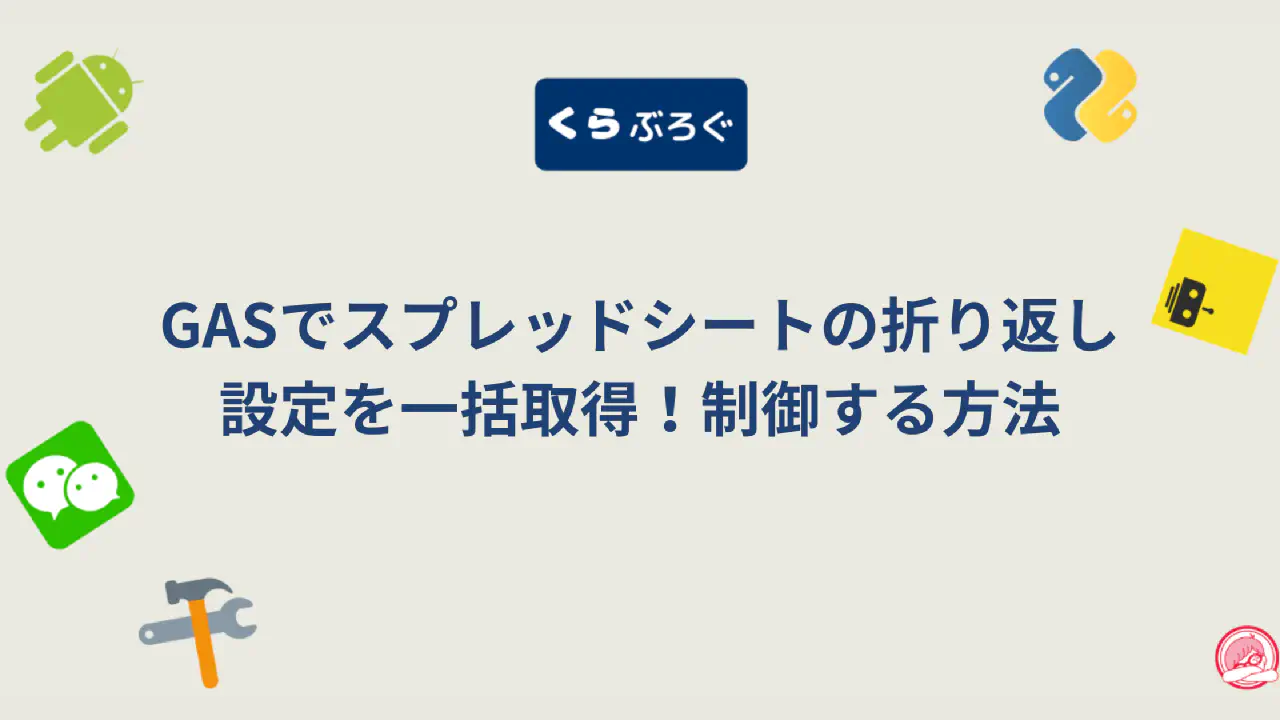 くらぶろぐ
GASでスプレッドシートの折り返し
設定を一括取得！制御する方法